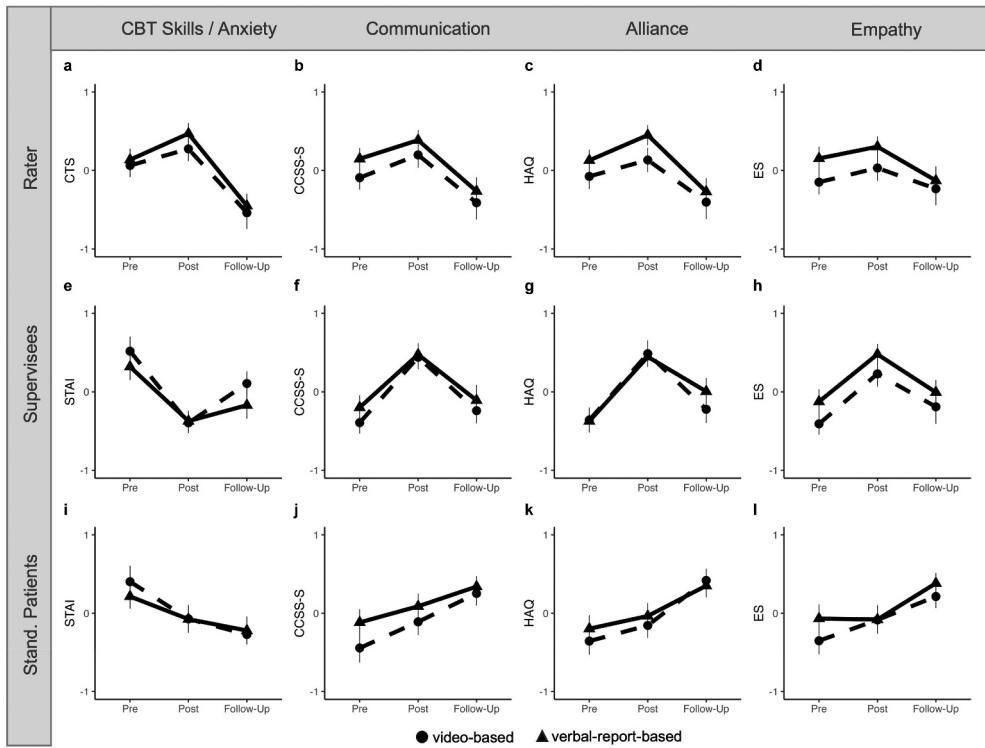 CBT Skills / Anxiety Communication Alliance Empathy
Rater
a b c d
1 1 1 1
CTS CCSS-S HAQ ES
0 0 0 0
-1 -1 -1 -1
Pre Post Follow-Up Pre Post Follow-Up Pre Post Follow-Up Pre Post Follow-Up
Supervisees
e f g h
1 1 1 1
STAI CCSS-S HAQ ES
0 0 0 0
-1 -1 -1 -1
Pre Post Follow-Up Pre Post Follow-Up Pre Post Follow-Up Pre Post Follow-Up
Stand. Patients
i j k l
1 1 1 1
STAI CCSS-S HAQ ES
0 0 0 0
-1 -1 -1 -1
Pre Post Follow-Up Pre Post Follow-Up Pre Post Follow-Up Pre Post Follow-Up
video-based verbal-report-based